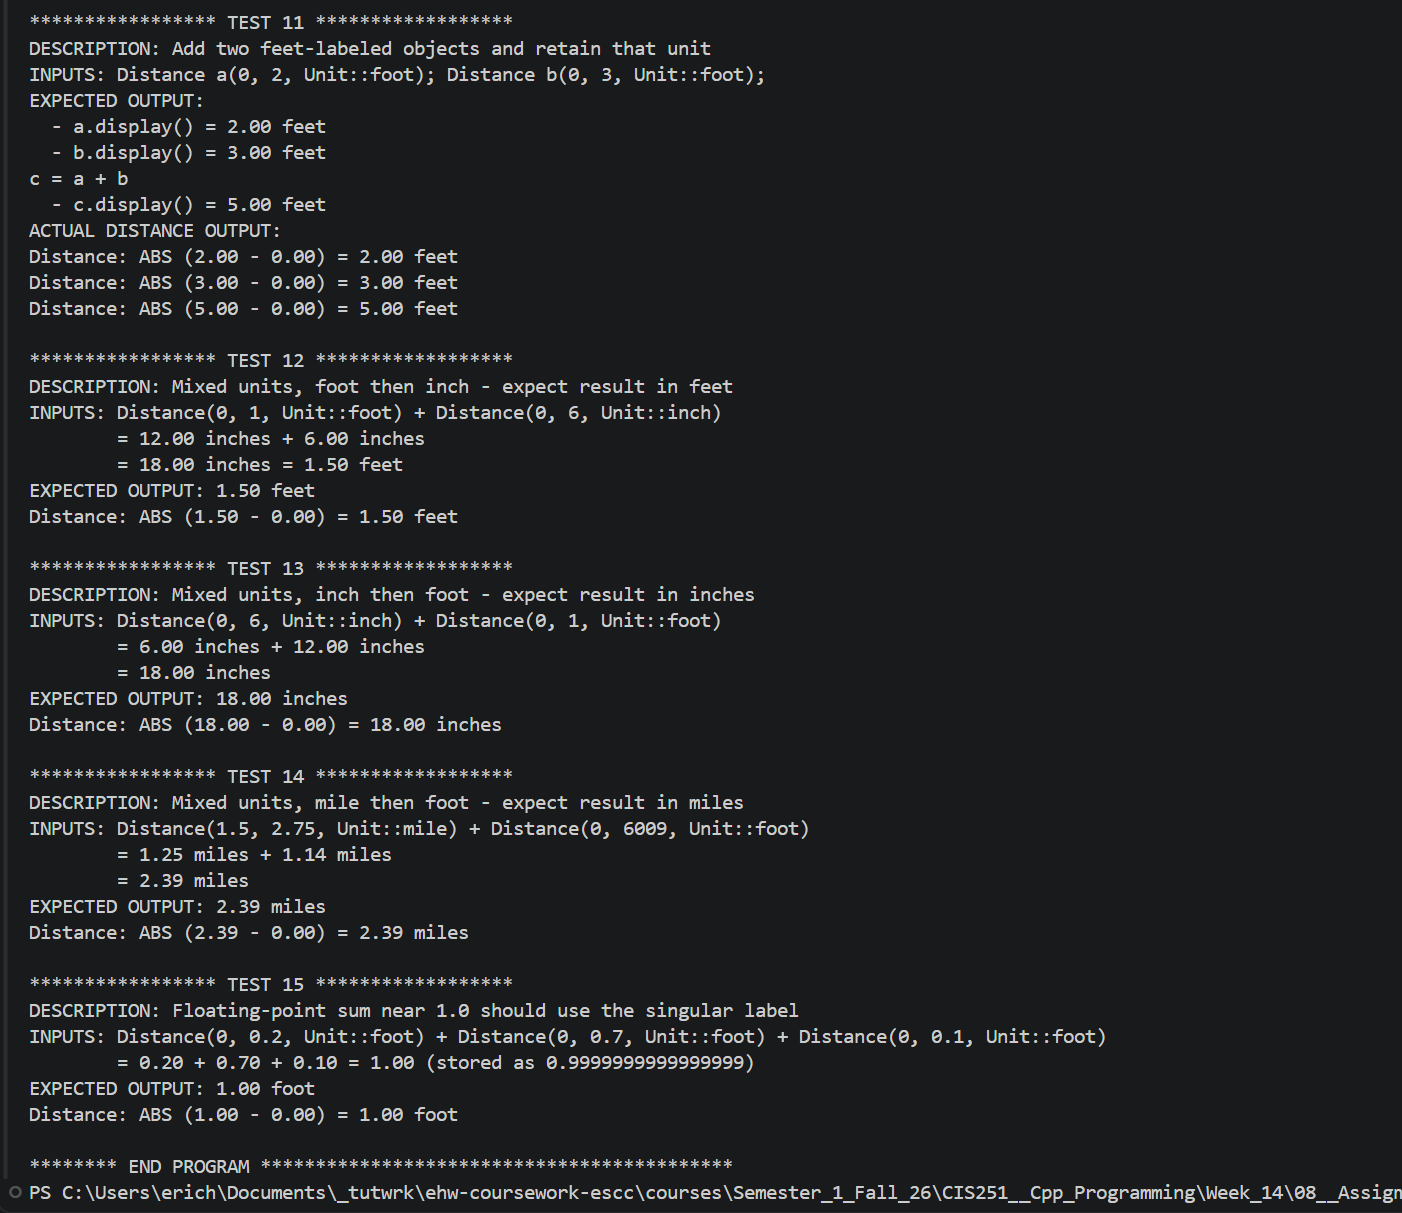 ***************** TEST 11 ******************
DESCRIPTION: Add two feet-labeled objects and retain that unit
INPUTS: Distance a(0, 2, Unit::foot); Distance b(0, 3, Unit::foot);
EXPECTED OUTPUT:
  - a.display() = 2.00 feet
  - b.display() = 3.00 feet
c = a + b
  - c.display() = 5.00 feet
ACTUAL DISTANCE OUTPUT:
Distance: ABS (2.00 - 0.00) = 2.00 feet
Distance: ABS (3.00 - 0.00) = 3.00 feet
Distance: ABS (5.00 - 0.00) = 5.00 feet
***************** TEST 12 ******************
DESCRIPTION: Mixed units, foot then inch - expect result in feet
INPUTS: Distance(0, 1, Unit::foot) + Distance(0, 6, Unit::inch)
        = 12.00 inches + 6.00 inches
        = 18.00 inches = 1.50 feet
EXPECTED OUTPUT: 1.50 feet
Distance: ABS (1.50 - 0.00) = 1.50 feet
***************** TEST 13 ******************
DESCRIPTION: Mixed units, inch then foot - expect result in inches
INPUTS: Distance(0, 6, Unit::inch) + Distance(0, 1, Unit::foot)
        = 6.00 inches + 12.00 inches
        = 18.00 inches
EXPECTED OUTPUT: 18.00 inches
Distance: ABS (18.00 - 0.00) = 18.00 inches
***************** TEST 14 ******************
DESCRIPTION: Mixed units, mile then foot - expect result in miles
INPUTS: Distance(1.5, 2.75, Unit::mile) + Distance(0, 6009, Unit::foot)
        = 1.25 miles + 1.14 miles
        = 2.39 miles
EXPECTED OUTPUT: 2.39 miles
Distance: ABS (2.39 - 0.00) = 2.39 miles
***************** TEST 15 ******************
DESCRIPTION: Floating-point sum near 1.0 should use the singular label
INPUTS: Distance(0, 0.2, Unit::foot) + Distance(0, 0.7, Unit::foot) + Distance(0, 0.1, Unit::foot)
        = 0.20 + 0.70 + 0.10 = 1.00 (stored as 0.9999999999999999)
EXPECTED OUTPUT: 1.00 foot
Distance: ABS (1.00 - 0.00) = 1.00 foot
******** END PROGRAM *******************************************
PS C:\Users\erich\Documents\_tutwrk\ehw-coursework-escc\courses\Semester_1_Fall_26\CIS251__Cpp_Programming\Week_14\08__Assign